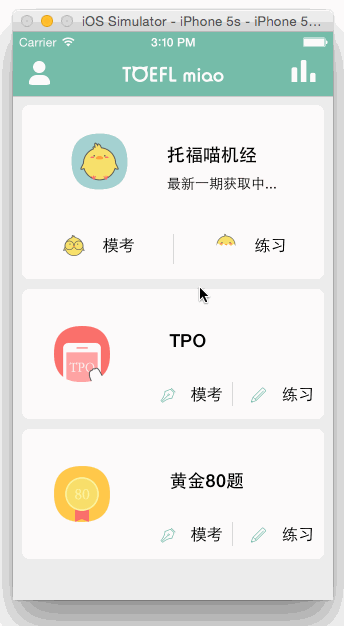 iOS Simulator - iPhone 5s - iPhone 5...
Carrier 3:10 PM
TOEFL miao
托福喵机经
最新一期获取中...
模考 练习
TPO
TPO
模考 练习
黄金80题
80
模考 练习